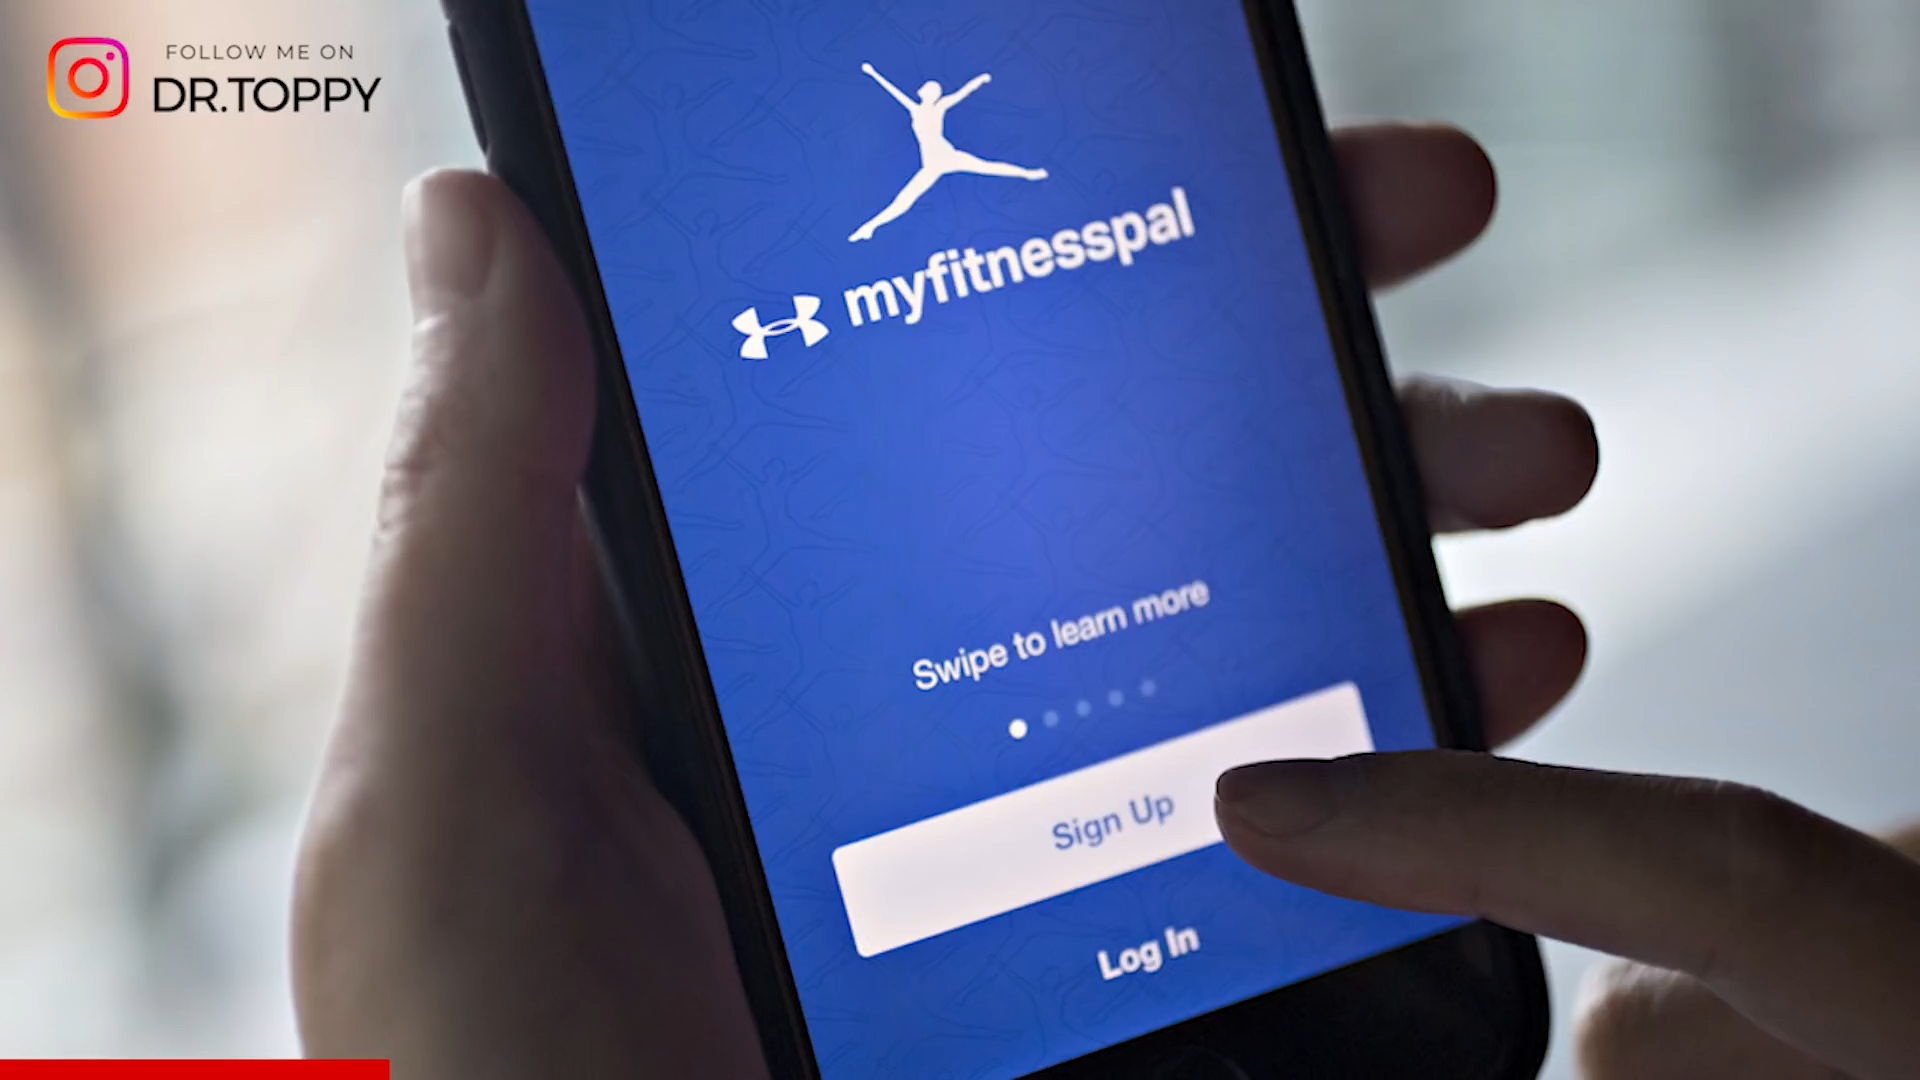 FOLLOW ME ON
DR.TOPPY
myfitnesspal
Swipe to learn more
Sign Up
Log In